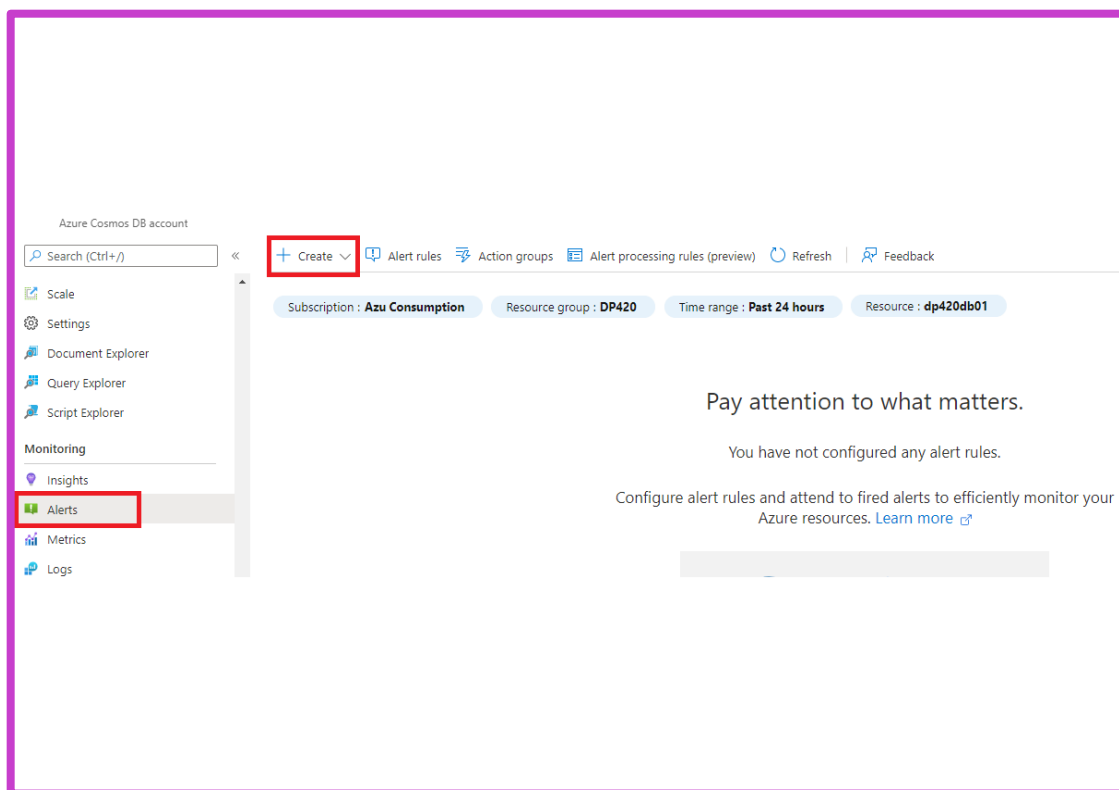 Azure Cosmos DB account
Search (Ctrl+/)
«
Scale
Settings
Document Explorer
Query Explorer
Script Explorer
Monitoring
Insights
Alerts
Metrics
Logs
+ Create Alert rules Action groups Alert processing rules (preview) Refresh Feedback
Subscription : Azu Consumption Resource group : DP420 Time range : Past 24 hours Resource : dp420db01
Pay attention to what matters.
You have not configured any alert rules.
Configure alert rules and attend to fired alerts to efficiently monitor your
Azure resources. Learn more